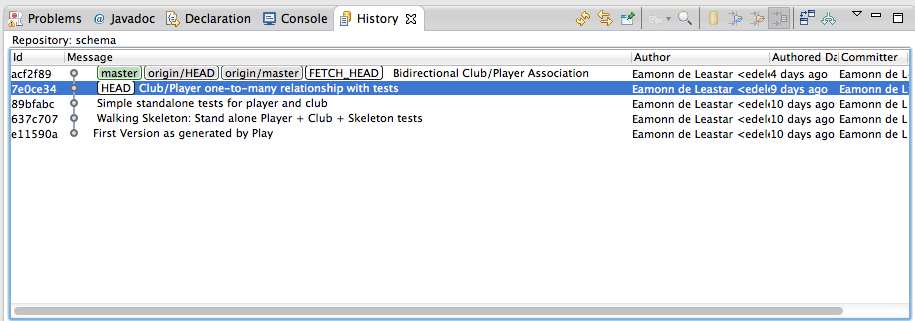 Problems @ Javadoc Declaration Console History
Repository: schema
Id Message Author Authored Da Committer
acf2f89 master origin/HEAD origin/master FETCH_HEAD Bidirectional Club/Player Association Eamonn de Leastar <edel 4 days ago Eamonn de L
7e0ce34 HEAD Club/Player one-to-many relationship with tests Eamonn de Leastar <edel 9 days ago Eamonn de L
89bfabc Simple standalone tests for player and club Eamonn de Leastar <edel 10 days ago Eamonn de L
637c707 Walking Skeleton: Stand alone Player + Club + Skeleton tests Eamonn de Leastar <edel 10 days ago Eamonn de L
e11590a First Version as generated by Play Eamonn de Leastar <edel 10 days ago Eamonn de L